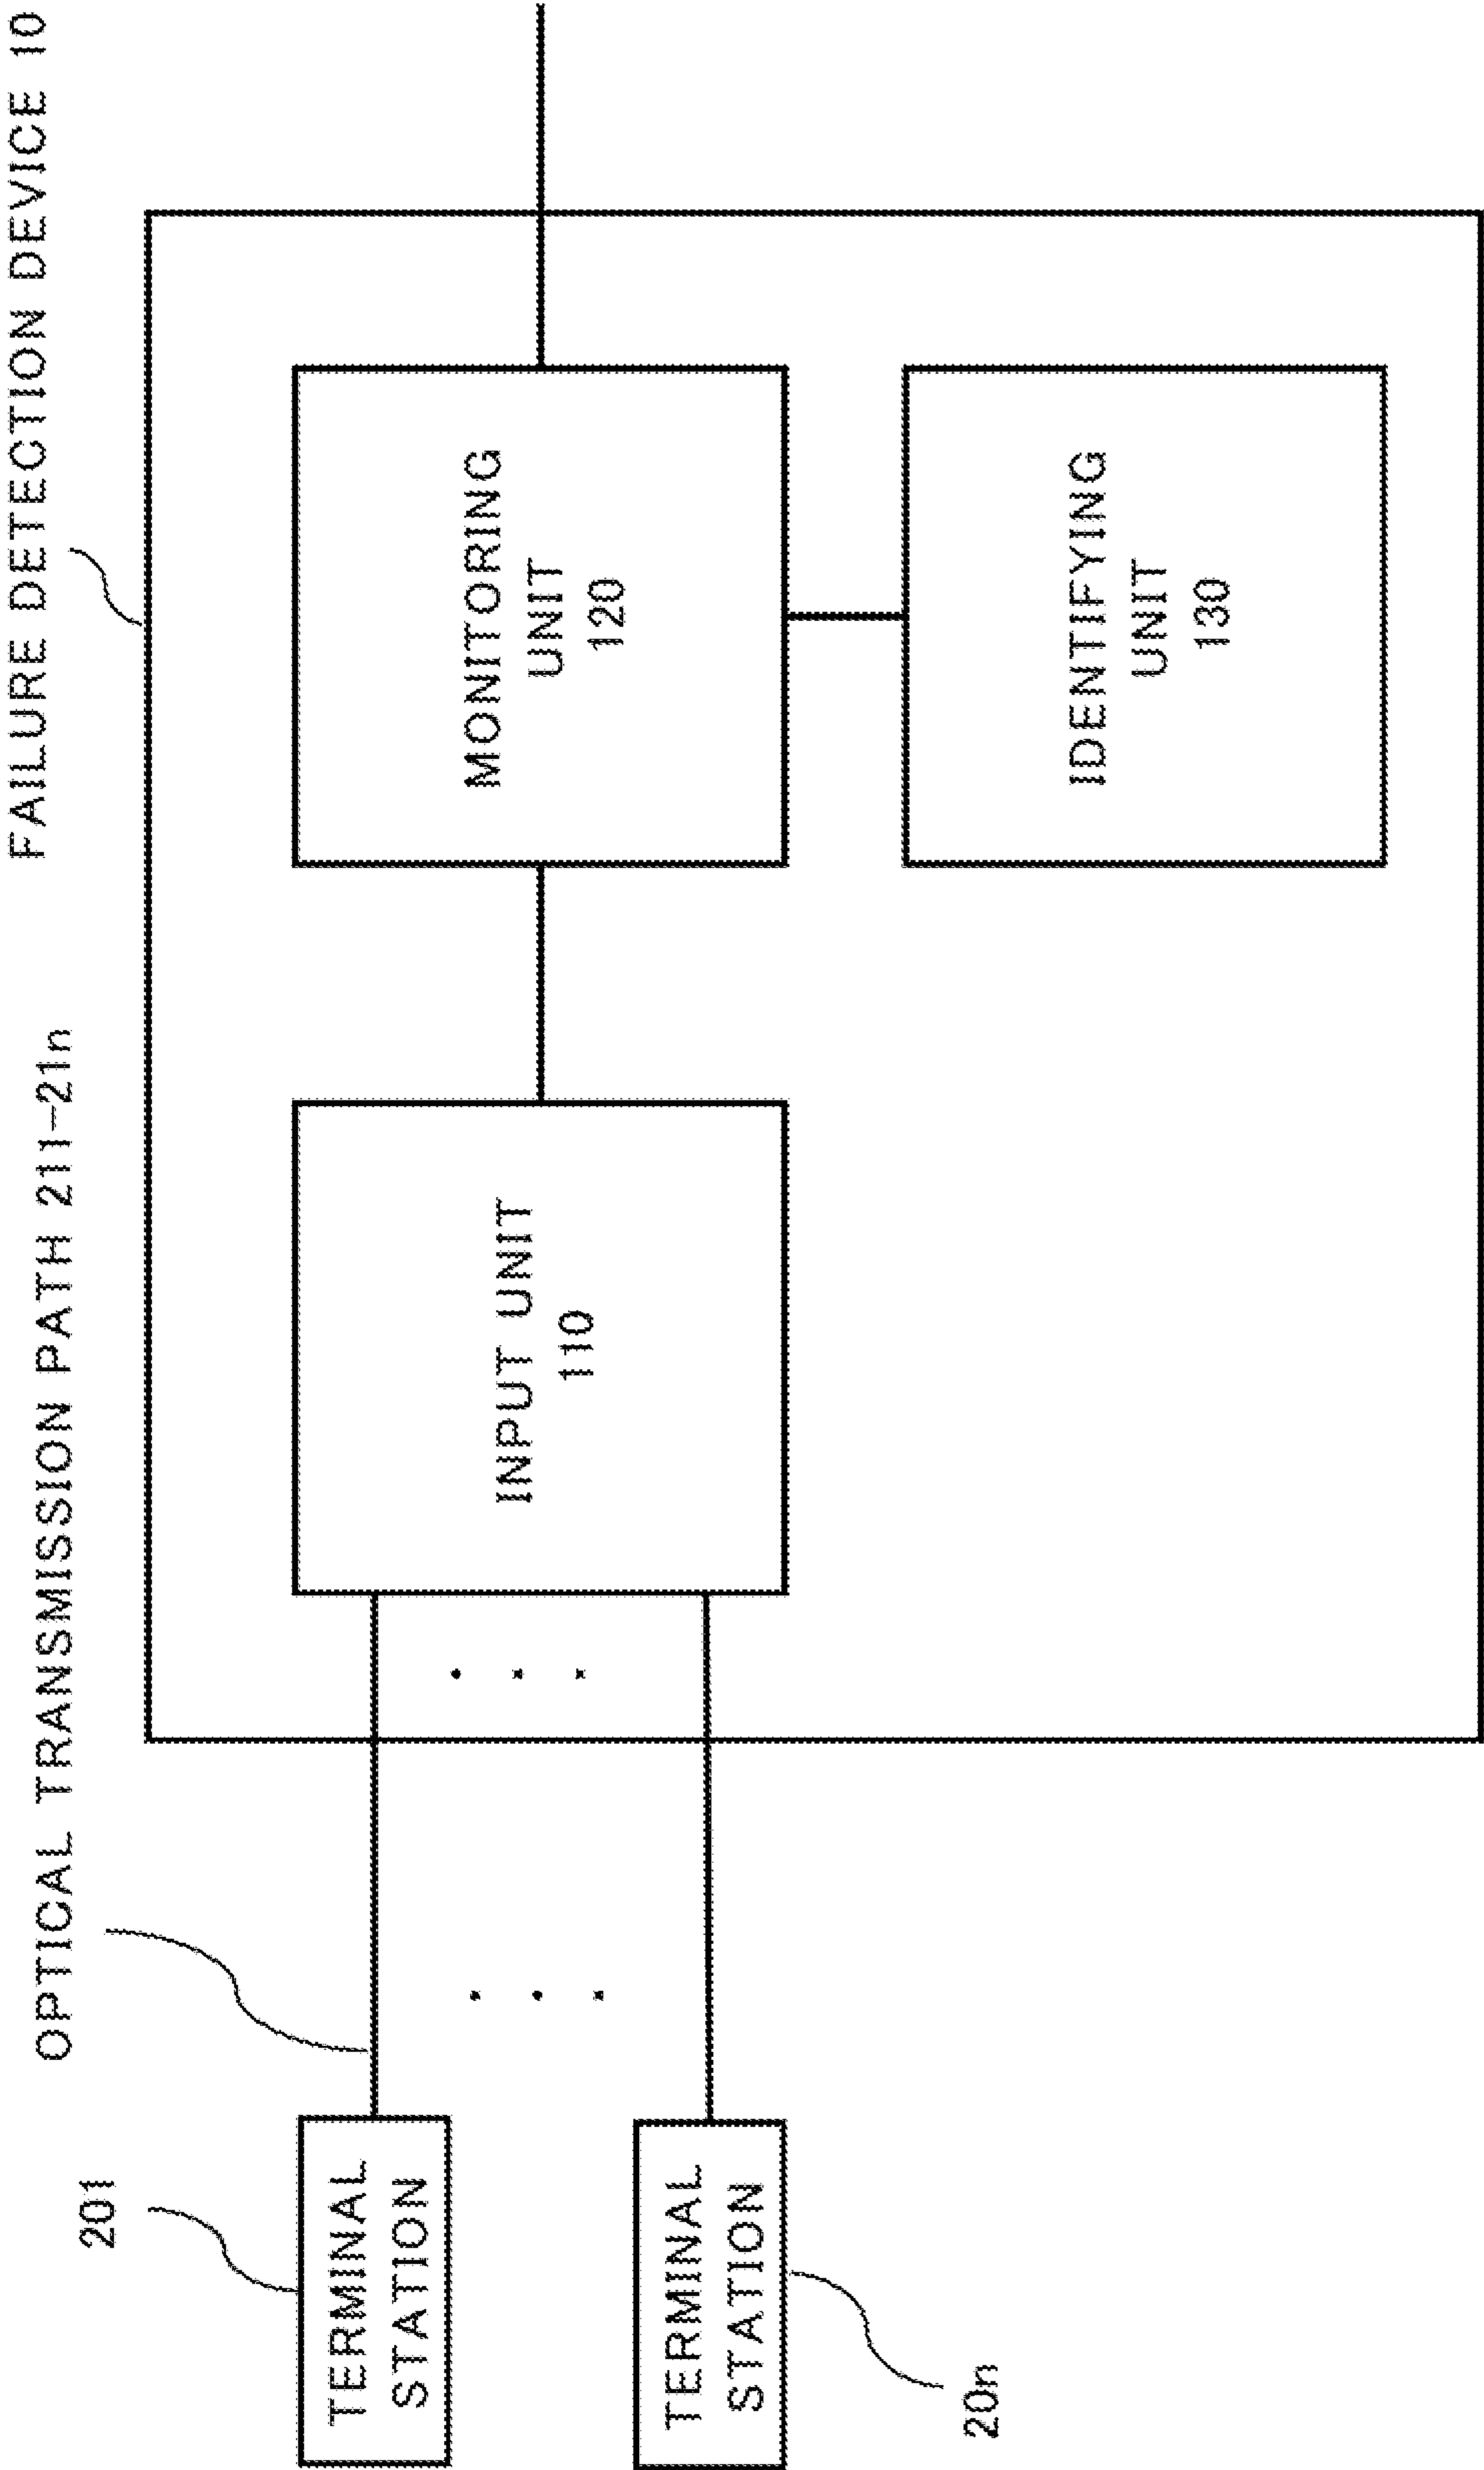 FAILURE DETECTION DEVICE 10
OPTICAL TRANSMISSION PATH 211-21n
201
TERMINAL
STATION
INPUT UNIT
110
MONITORING
UNIT
120
TERMINAL
STATION
20n
IDENTIFYING
UNIT
130